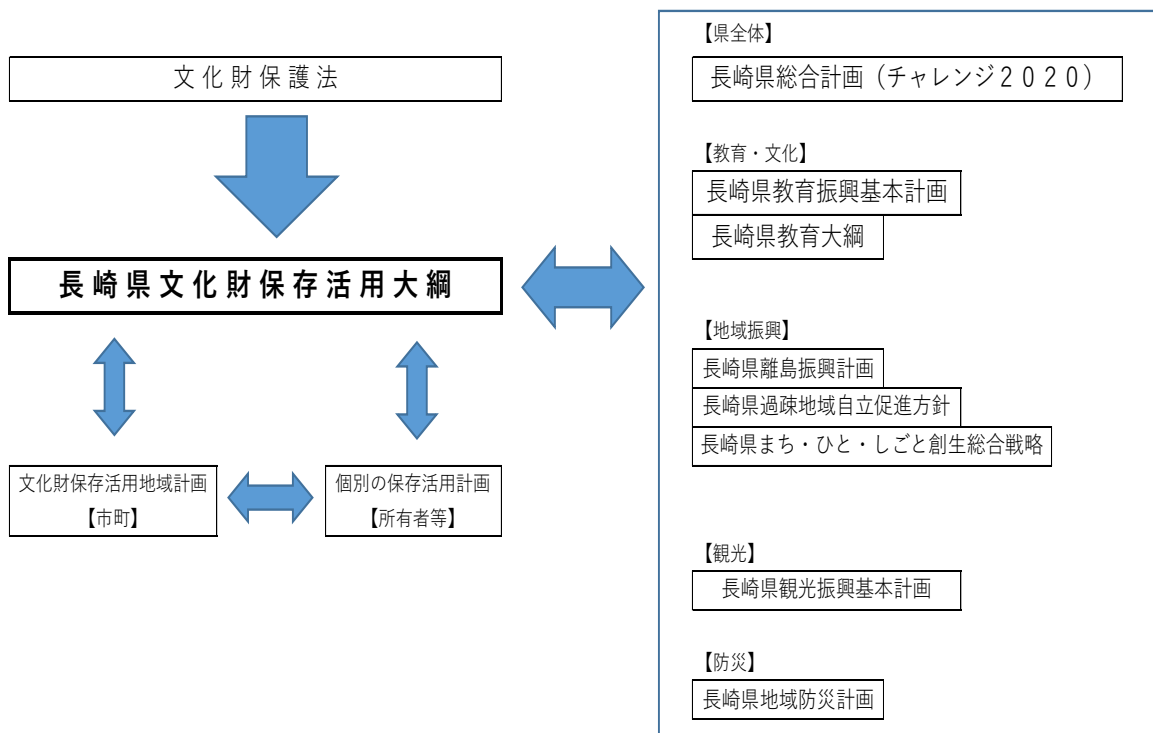 文化財保護法
長崎県文化財保存活用大綱
文化財保存活用地域計画
【市町】
個別の保存活用計画
【所有者等】
【県全体】
長崎県総合計画（チャレンジ２０２０）
【教育・文化】
長崎県教育振興基本計画
長崎県教育大綱
【地域振興】
長崎県離島振興計画
長崎県過疎地域自立促進方針
長崎県まち・ひと・しごと創生総合戦略
【観光】
長崎県観光振興基本計画
【防災】
長崎県地域防災計画